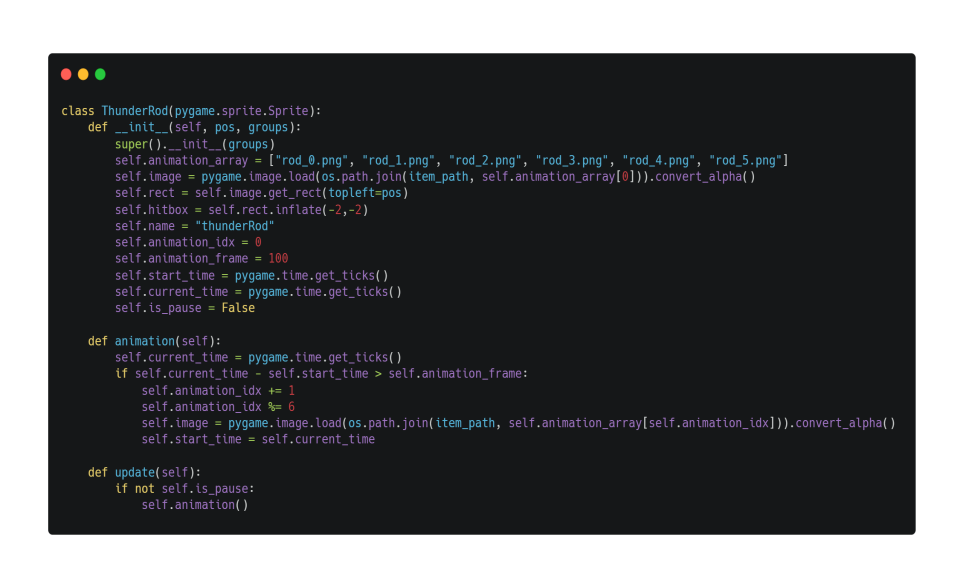 class ThunderRod(pygame.sprite.Sprite):
    def __init__(self, pos, groups):
        super().__init__(groups)
        self.animation_array = ["rod_0.png", "rod_1.png", "rod_2.png", "rod_3.png", "rod_4.png", "rod_5.png"]
        self.image = pygame.image.load(os.path.join(item_path, self.animation_array[0])).convert_alpha()
        self.rect = self.image.get_rect(topleft=pos)
        self.hitbox = self.rect.inflate(-2,-2)
        self.name = "thunderRod"
        self.animation_idx = 0
        self.animation_frame = 100
        self.start_time = pygame.time.get_ticks()
        self.current_time = pygame.time.get_ticks()
        self.is_pause = False

    def animation(self):
        self.current_time = pygame.time.get_ticks()
        if self.current_time - self.start_time > self.animation_frame:
            self.animation_idx += 1
            self.animation_idx %= 6
            self.image = pygame.image.load(os.path.join(item_path, self.animation_array[self.animation_idx])).convert_alpha()
            self.start_time = self.current_time

    def update(self):
        if not self.is_pause:
            self.animation()